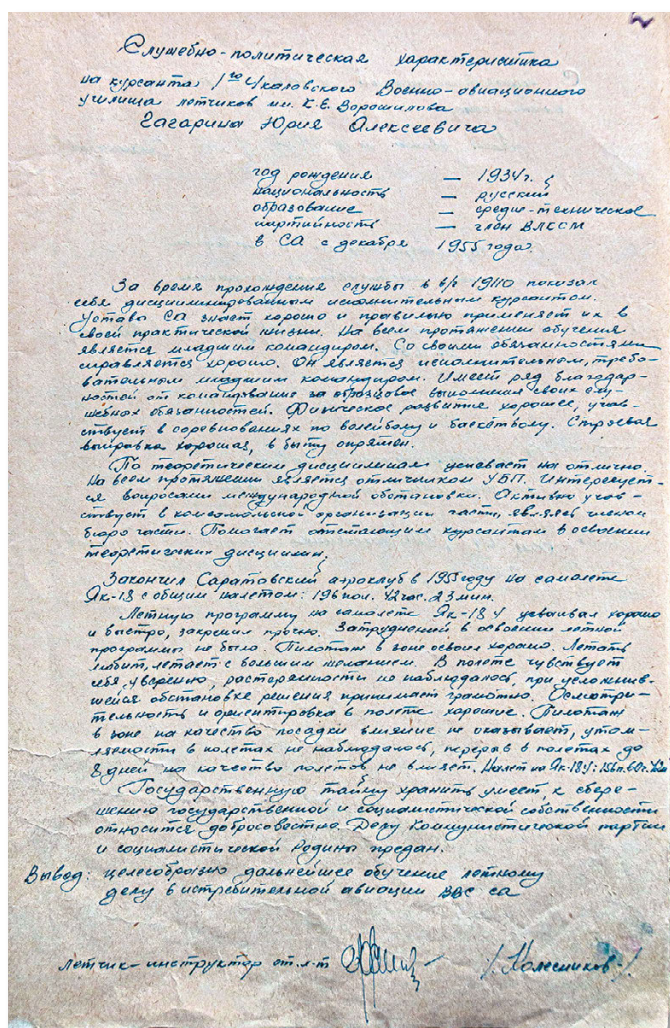 Служебно-политическая характеристика
на курсанта 1го Чкаловского Военно-авиационного
училища летчиков им. К.Е. Ворошилова
Гагарина Юрия Алексеевича
год рождения — 1934г.
национальность — русский
образование — средн-техническое
партийность — член ВЛКСМ
в СА с декабря 1955 года.
За время прохождения службы в в/ч 19110 показал
себя дисциплинированным исполнительным курсантом.
Уставы СА знает хорошо и правильно применяет их в
своей практической жизни. На всем протяжении обучения
является младшим командиром. Со своими обязанностями
справляется хорошо. Он является исполнительным, требо-
вательным младшим командиром. Имеет ряд благодар-
ностей от командования за образцовое выполнение своих слу-
жебных обязанностей. Физическое развитие хорошее, учав-
ствует в соревнованиях по волейболу и баскетболу. Строевая
выправка хорошая, в быту опрятен.
По теоретическим дисциплинам успевает на отлично.
На всем протяжении является отличником УБП. Интересует-
ся вопросами международной обстановки. Активно учав-
ствует в комсомольской организации части, являясь членом
бюро части. Помогает отстающим курсантам в освоении
теоретических дисциплин.
Закончил Саратовский аэроклуб в 1955 году на самолете
Як-18 с общим налетом: 196 пол. 42 час. 23 мин.
Летную программу на самолете Як-18 У усваивал хорошо
и быстро, закрепил прочно. Затруднений в освоении летной
программы не было. Пилотаж в зоне освоил хорошо. Летать
любит, летает с большим желанием. В полете чувствует
себя уверенно, растерянности не наблюдалось, при усложнив-
шейся обстановке решения принимает грамотно. Осмотри-
тельность и ориентировка в полете хорошие. Пилотаж
в зоне на качество посадки влияние не оказывает, утом-
ляемости в полетах не наблюдалось, перерыв в полетах до
8 дней на качество полетов не влияет. Налет на Як-18У: 156п. 60ч.
Государственную тайну хранить умеет, к сбере-
жению государственной и социалистической собственности
относится добросовестно. Делу Коммунистической партии
и социалистической Родины предан.
Вывод: целесообразно дальнейшее обучение летному
делу в истребительной авиации ВВС СА
Летчик-инструктор ст. л-т /Колесников/